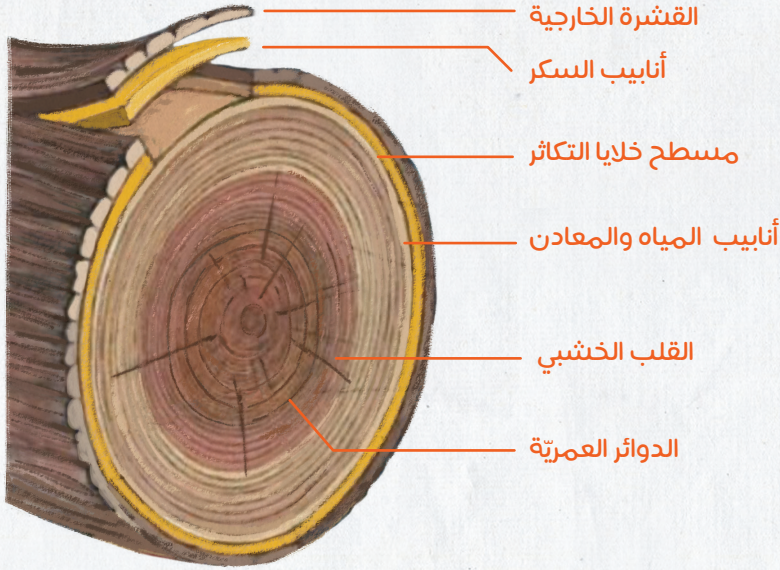 القشرة الخارجية
أنابيب السكر
مسطح خلايا التكاثر
أنابيب المياه والمعادن
القلب الخشبي
الدوائر العمريّة